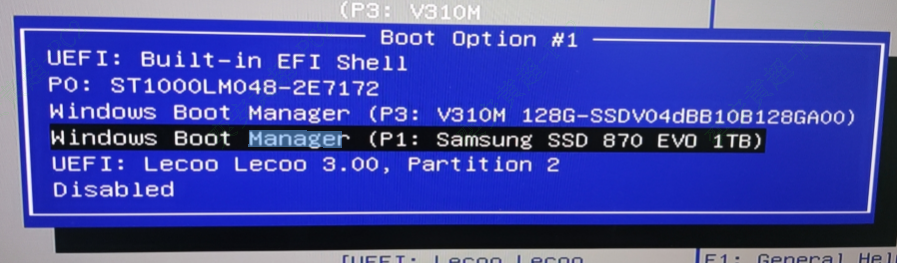 (P3: V310M
Boot Option #1
UEFI: Built-in EFI Shell
P0: ST1000LM048-2E7172
Windows Boot Manager (P3: V310M 128G-SSDV04dBB10B128GA00)
Windows Boot Manager (P1: Samsung SSD 870 EVO 1TB)
UEFI: Lecoo Lecoo 3.00, Partition 2
Disabled
[UEFI: Lecoo Lecoo
F1: General Hel